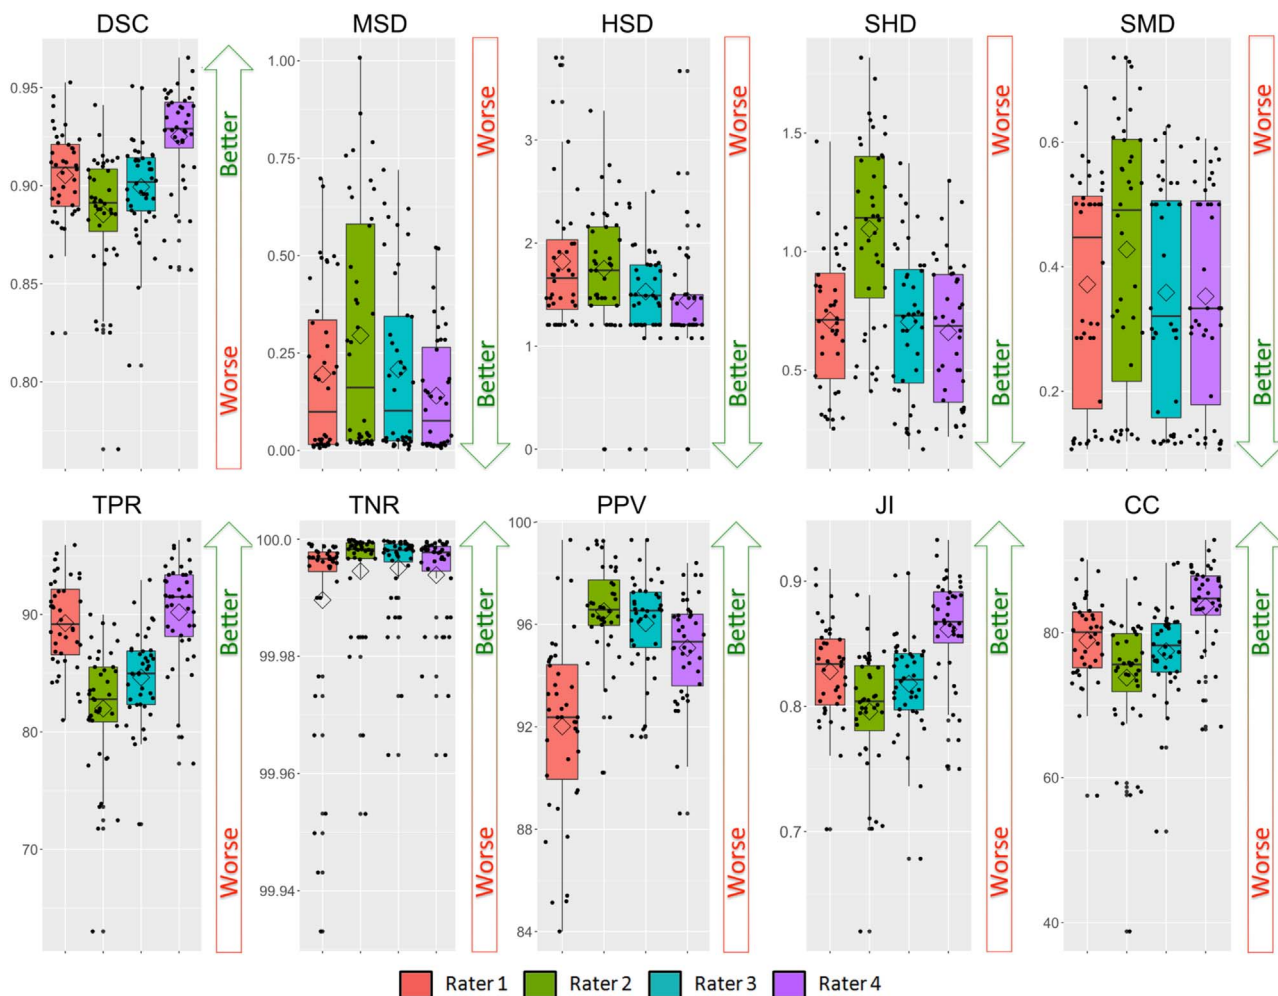 DSC MSD HSD SHD SMD
0.95
0.90
0.85
0.80
Better
Worse
1.00
0.75
0.50
0.25
0.00
Worse
Better
3
2
1
0
Worse
Better
1.5
1.0
0.5
Worse
Better
0.6
0.4
0.2
Worse
Better
TPR TNR PPV JI CC
90
80
70
Better
Worse
100.0
99.98
99.96
99.94
Better
Worse
100
96
92
88
84
Better
Worse
0.9
0.8
0.7
Better
Worse
80
60
40
Better
Worse
Rater 1 Rater 2 Rater 3 Rater 4